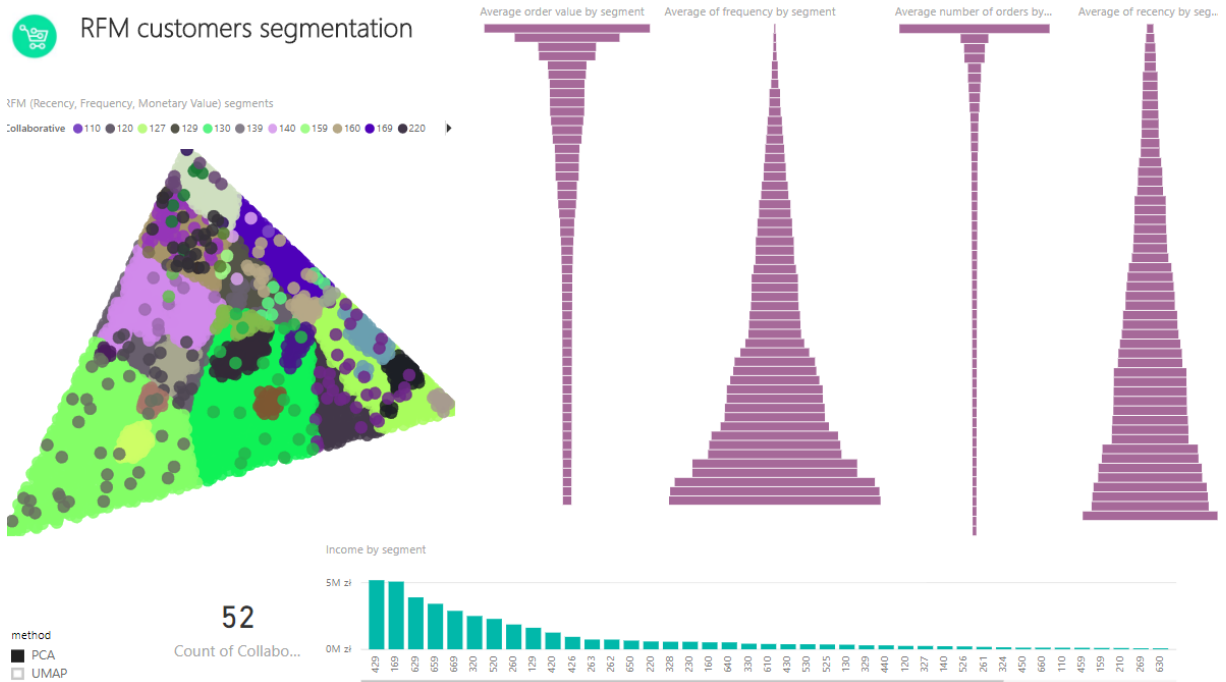 RFM customers segmentation
RFM (Recency, Frequency, Monetary Value) segments
Collaborative 110 120 127 129 130 139 140 159 160 169 220
Average order value by segment
Average of frequency by segment
Average number of orders by...
Average of recency by seg...
Income by segment
5M zł
0M zł
429 169 629 659 669 320 520 260 129 420 426 263 262 650 220 328 230 160 640 330 610 430 530 525 130 329 440 120 327 140 526 261 324 450 660 110 459 159 210 269 630
52
Count of Collabo...
method
PCA
UMAP